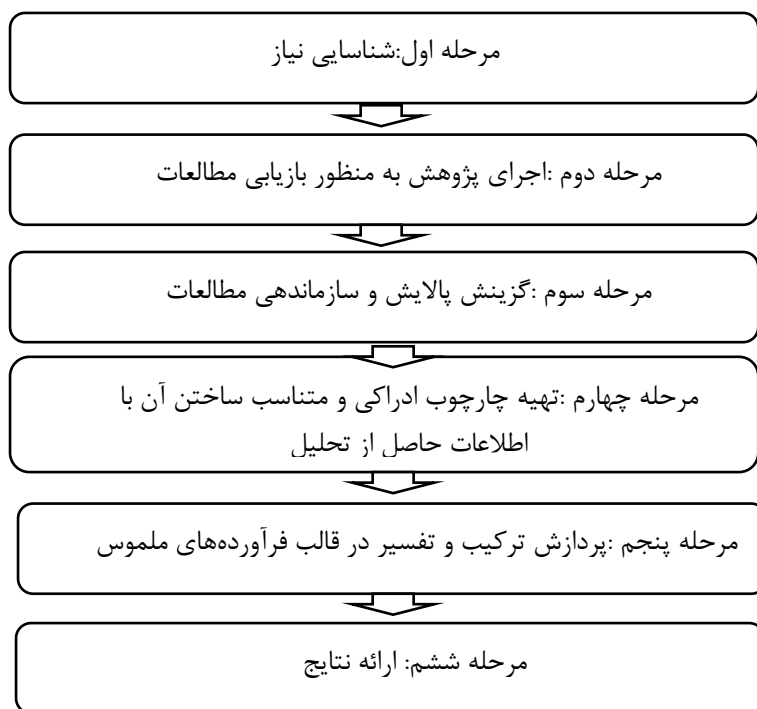 مرحله اول:شناسایی نیاز
مرحله دوم :اجرای پژوهش به منظور بازیابی مطالعات
مرحله سوم :گزینش پالایش و سازماندهی مطالعات
مرحله چهارم :تهیه چارچوب ادراکی و متناسب ساختن آن با
اطلاعات حاصل از تحلیل
مرحله پنجم :پردازش ترکیب و تفسیر در قالب فرآورده‌های ملموس
مرحله ششم: ارائه نتایج